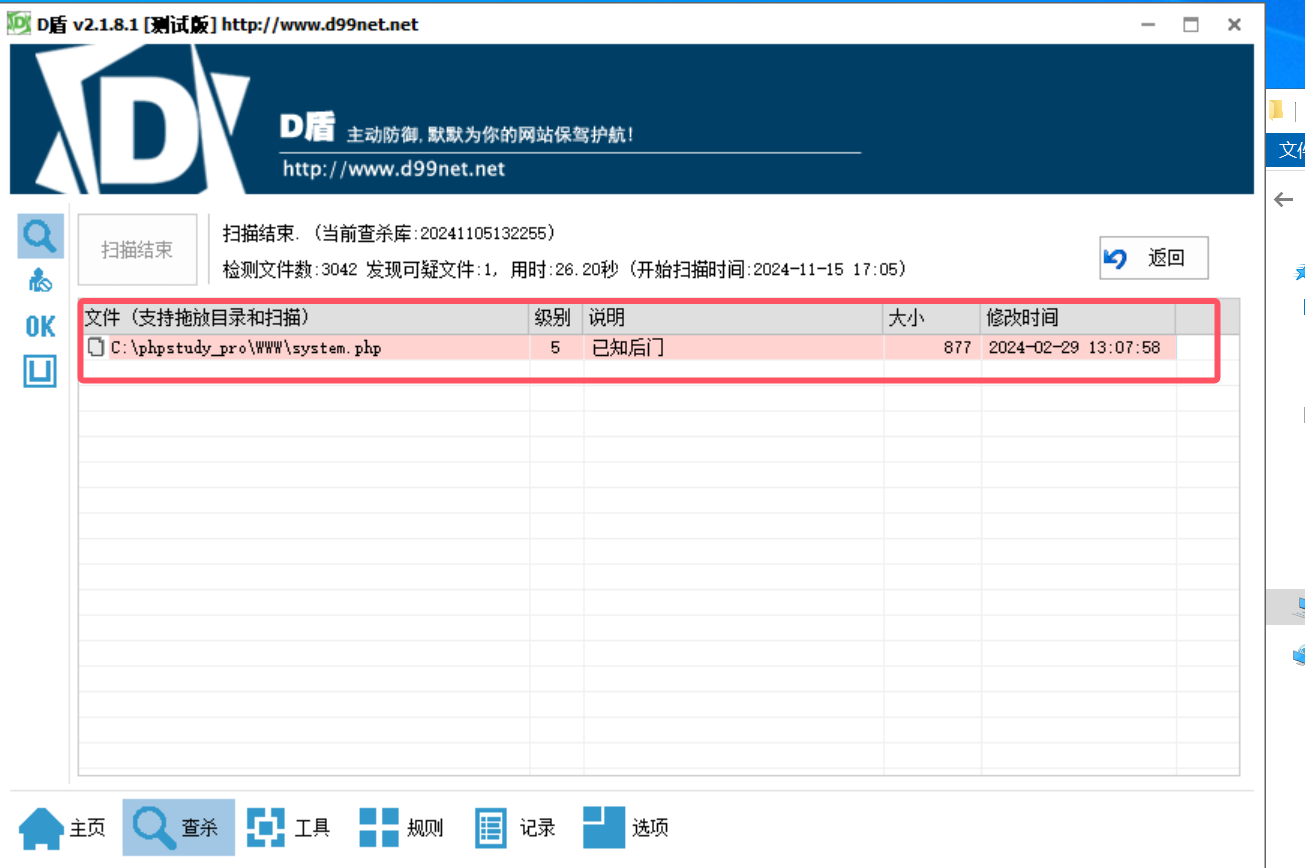 D盾 v2.1.8.1 [测试版] http://www.d99net.net
D盾 主动防御,默默为你的网站保驾护航!
http://www.d99net.net
扫描结束
扫描结束. (当前查杀库:20241105132255)
检测文件数:3042 发现可疑文件:1, 用时:26.20秒 (开始扫描时间:2024-11-15 17:05)
返回
OK
文件 (支持拖放目录和扫描) 级别 说明 大小 修改时间
C:\phpstudy_pro\WWW\system.php 5 已知后门 877 2024-02-29 13:07:58
主页 查杀 工具 规则 记录 选项